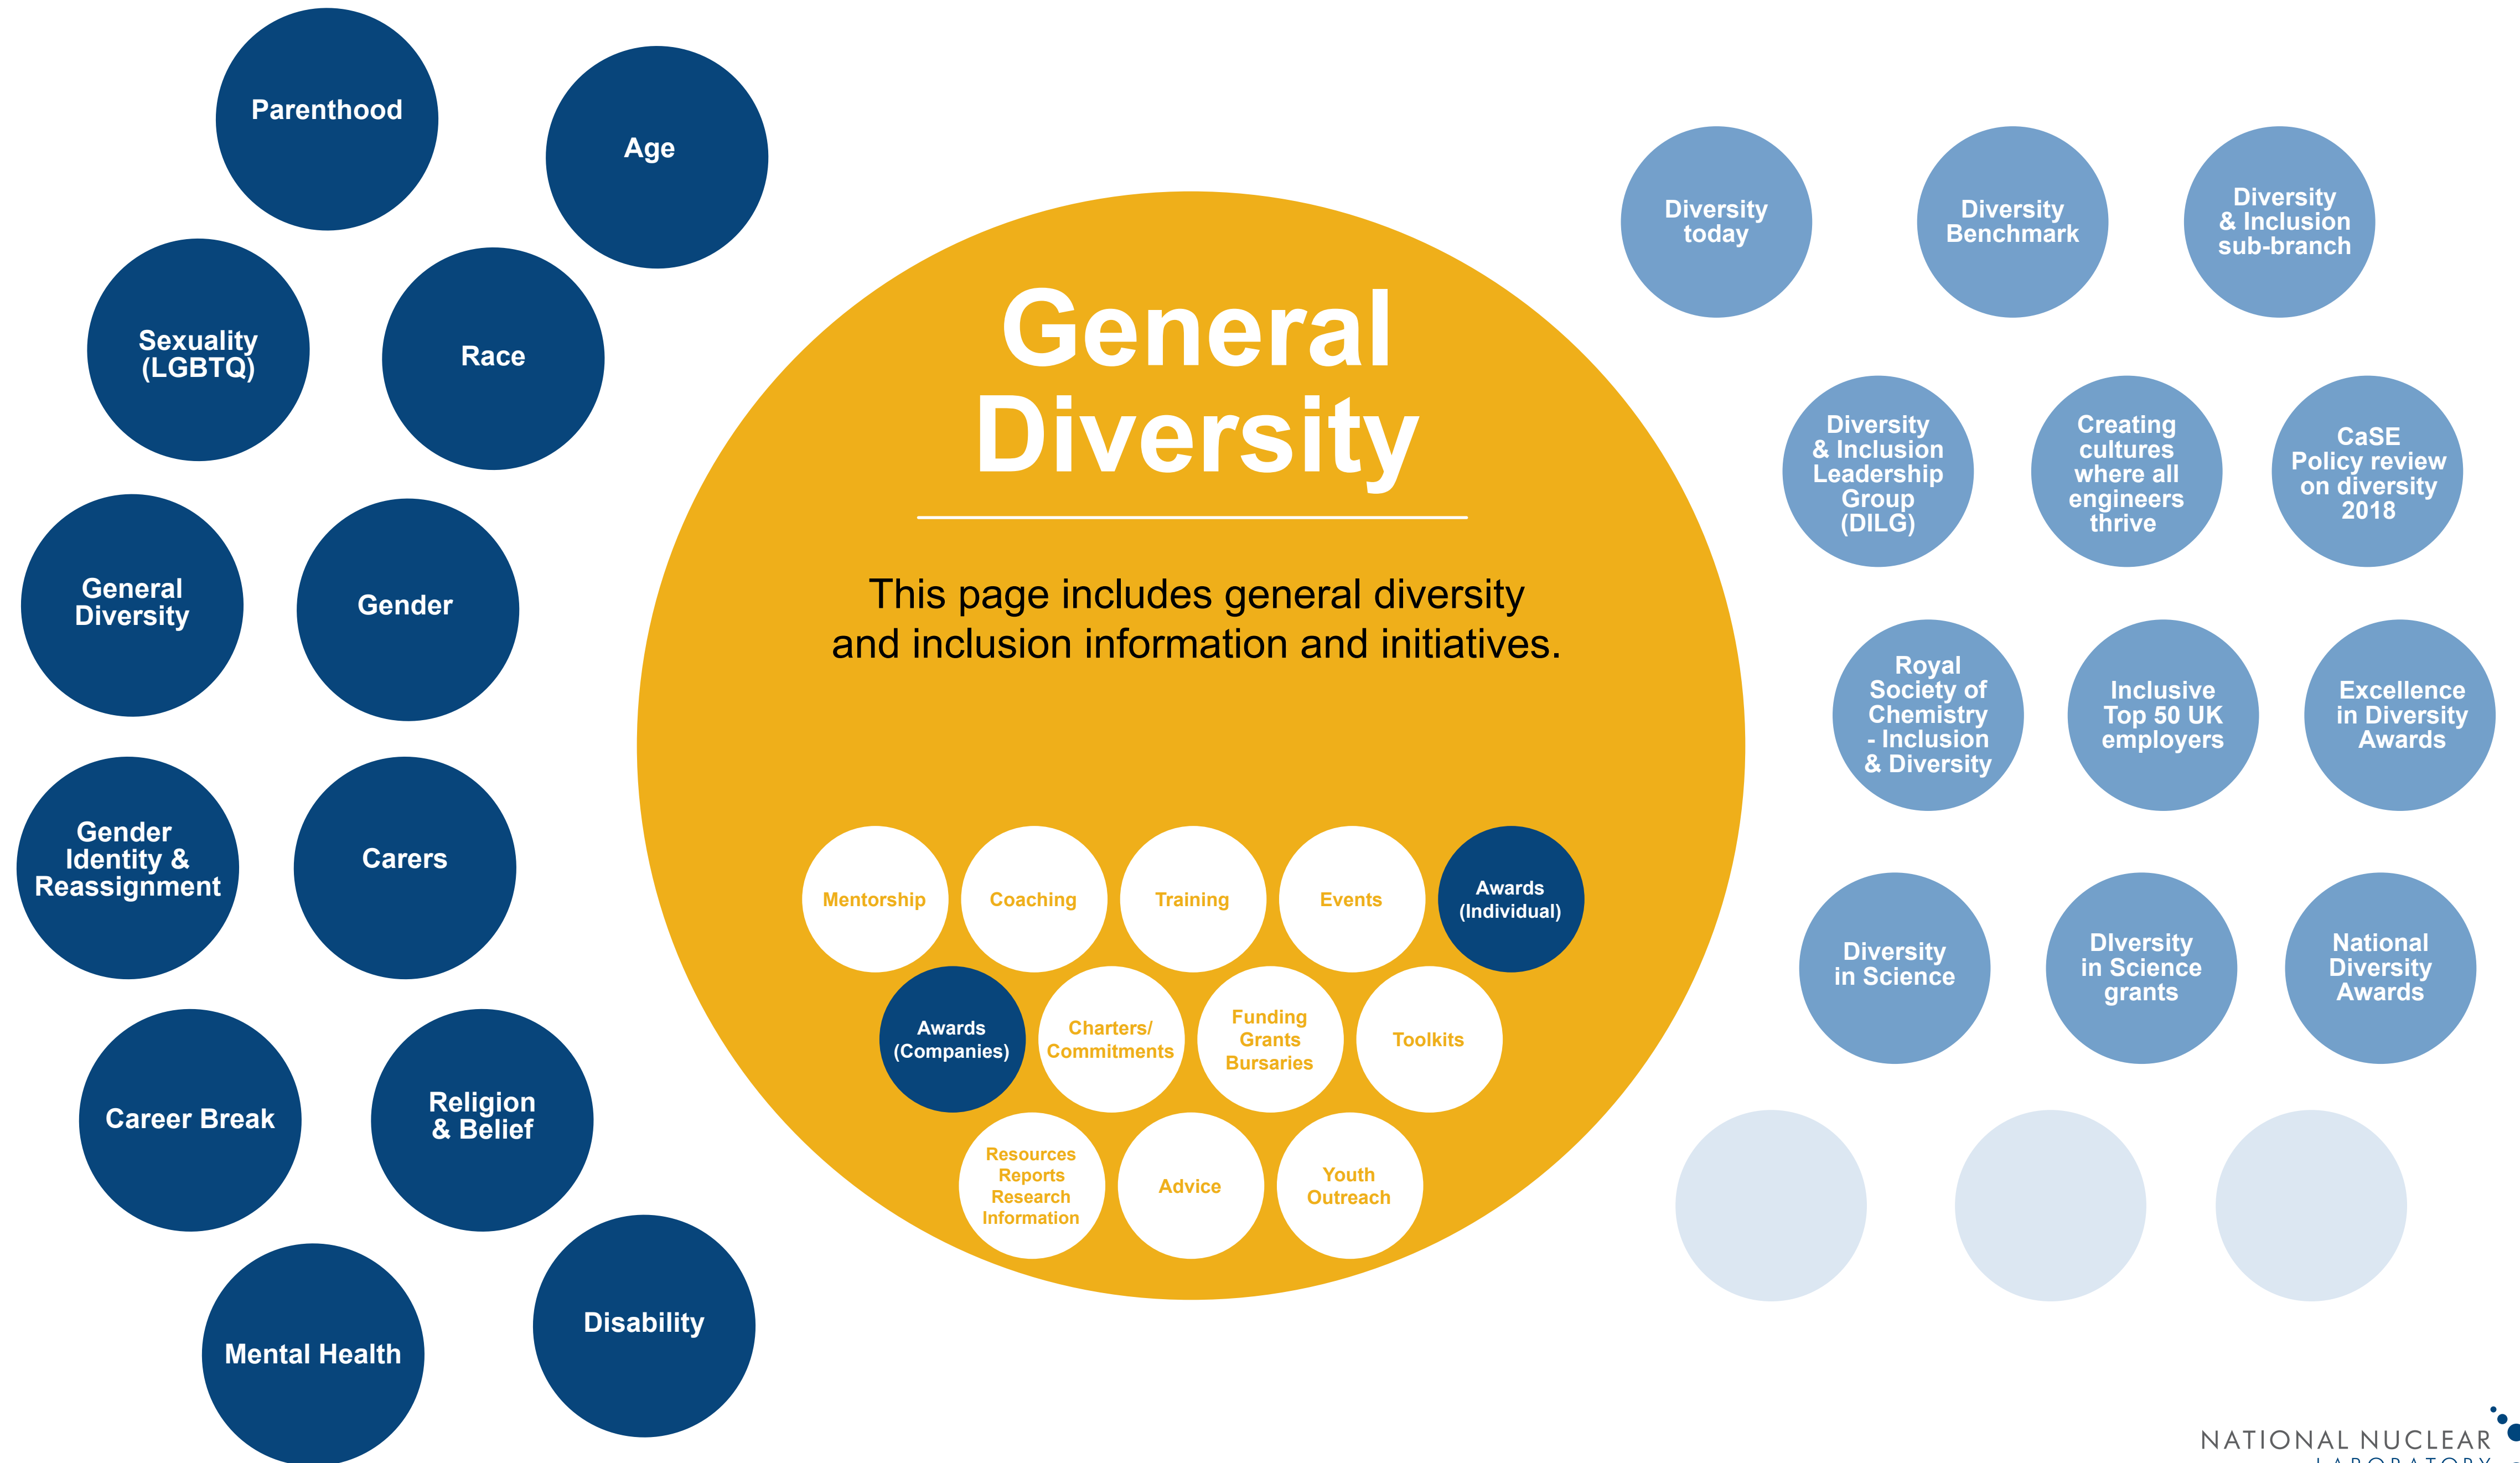 Parenthood
Age
Sexuality
(LGBTQ)
Race
General
Diversity
Gender
Gender
Identity &
Reassignment
Carers
Career Break
Religion
& Belief
Mental Health
Disability
General
Diversity
This page includes general diversity
and inclusion information and initiatives.
Mentorship
Coaching
Training
Events
Awards
(Individual)
Awards
(Companies)
Charters/
Commitments
Funding
Grants
Bursaries
Toolkits
Resources
Reports
Research
Information
Advice
Youth
Outreach
Diversity
today
Diversity
Benchmark
Diversity
& Inclusion
sub-branch
Diversity
& Inclusion
Leadership
Group
(DILG)
Creating
cultures
where all
engineers
thrive
CaSE
Policy review
on diversity
2018
Royal
Society of
Chemistry
- Inclusion
& Diversity
Inclusive
Top 50 UK
employers
Excellence
in Diversity
Awards
Diversity
in Science
DIversity
in Science
grants
National
Diversity
Awards
NATIONAL NUCLEAR
LABORATORY